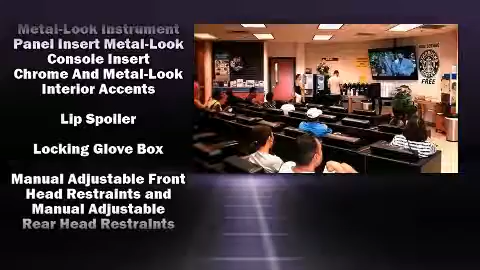 Metal-Look Instrument
Panel Insert Metal-Look
Console Insert
Chrome And Metal-Look
Interior Accents
Lip Spoiler
Locking Glove Box
Manual Adjustable Front
Head Restraints and
Manual Adjustable
Rear Head Restraints
FREE